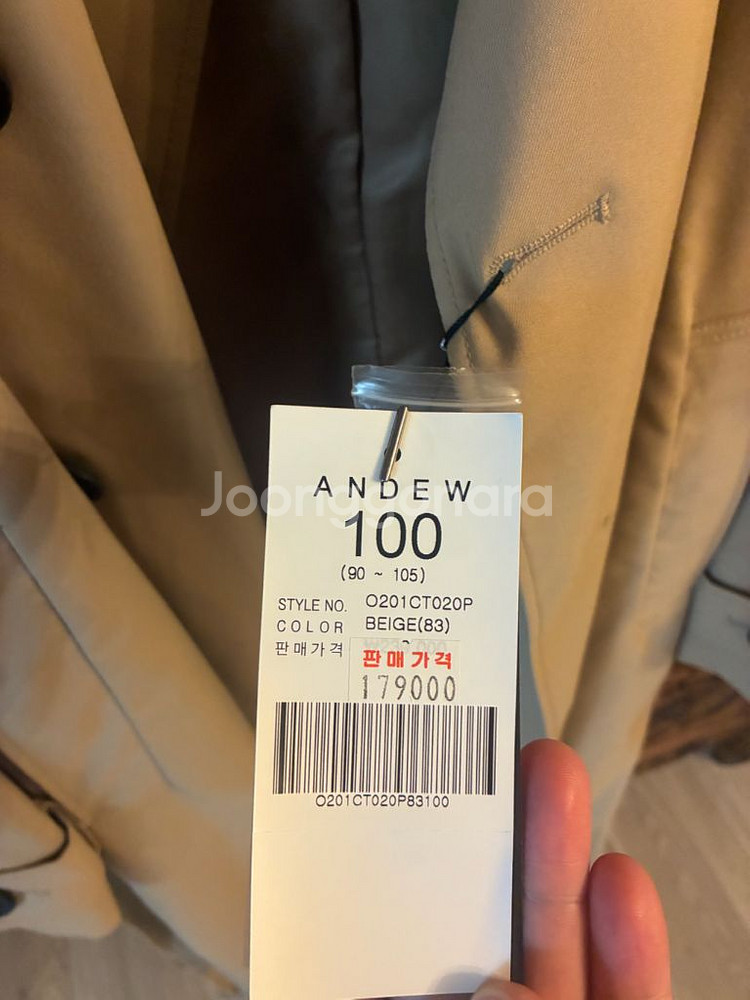 ANDEW
Joonggonara
100
(90 ~ 105)
STYLE NO. O201CT020P
COLOR BEIGE(83)
판매가격
판매가격
179000
O201CT020P83100